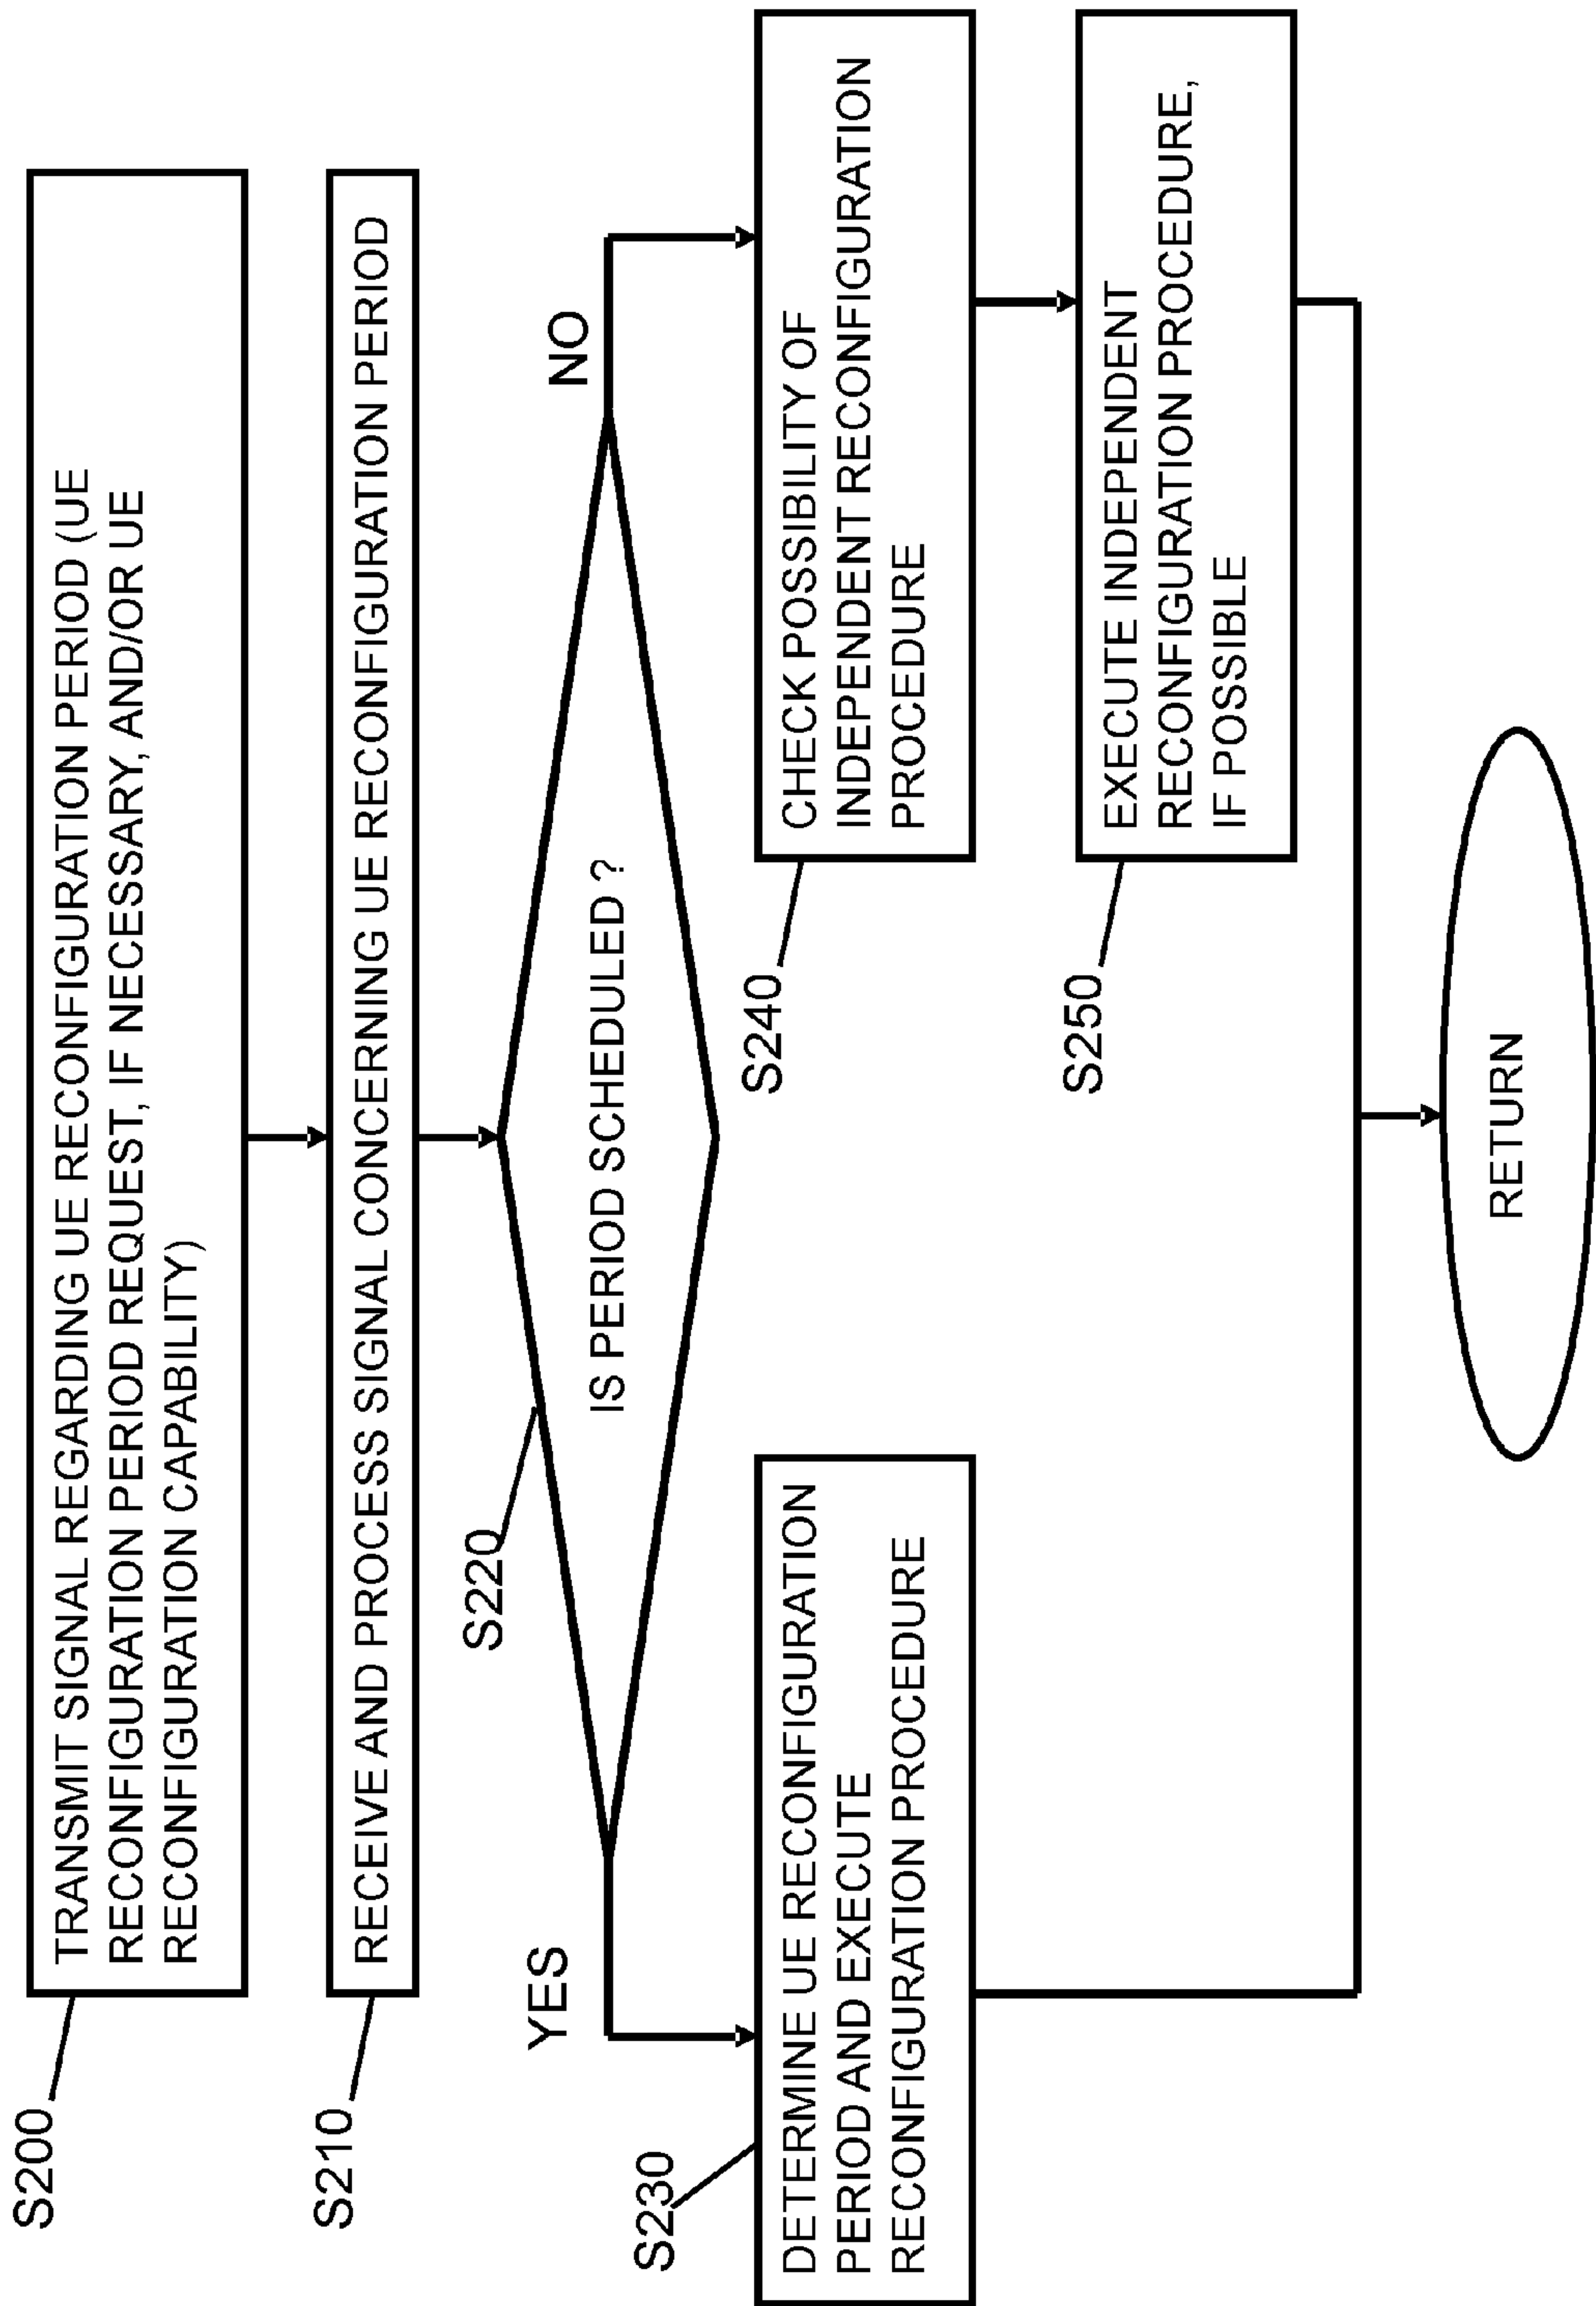 S200
TRANSMIT SIGNAL REGARDING UE RECONFIGURATION PERIOD (UE
RECONFIGURATION PERIOD REQUEST, IF NECESSARY, AND/OR UE
RECONFIGURATION CAPABILITY)
S210
RECEIVE AND PROCESS SIGNAL CONCERNING UE RECONFIGURATION PERIOD
S220
IS PERIOD SCHEDULED ?
YES
NO
S230
DETERMINE UE RECONFIGURATION
PERIOD AND EXECUTE
RECONFIGURATION PROCEDURE
S240
CHECK POSSIBILITY OF
INDEPENDENT RECONFIGURATION
PROCEDURE
S250
EXECUTE INDEPENDENT
RECONFIGURATION PROCEDURE,
IF POSSIBLE
RETURN